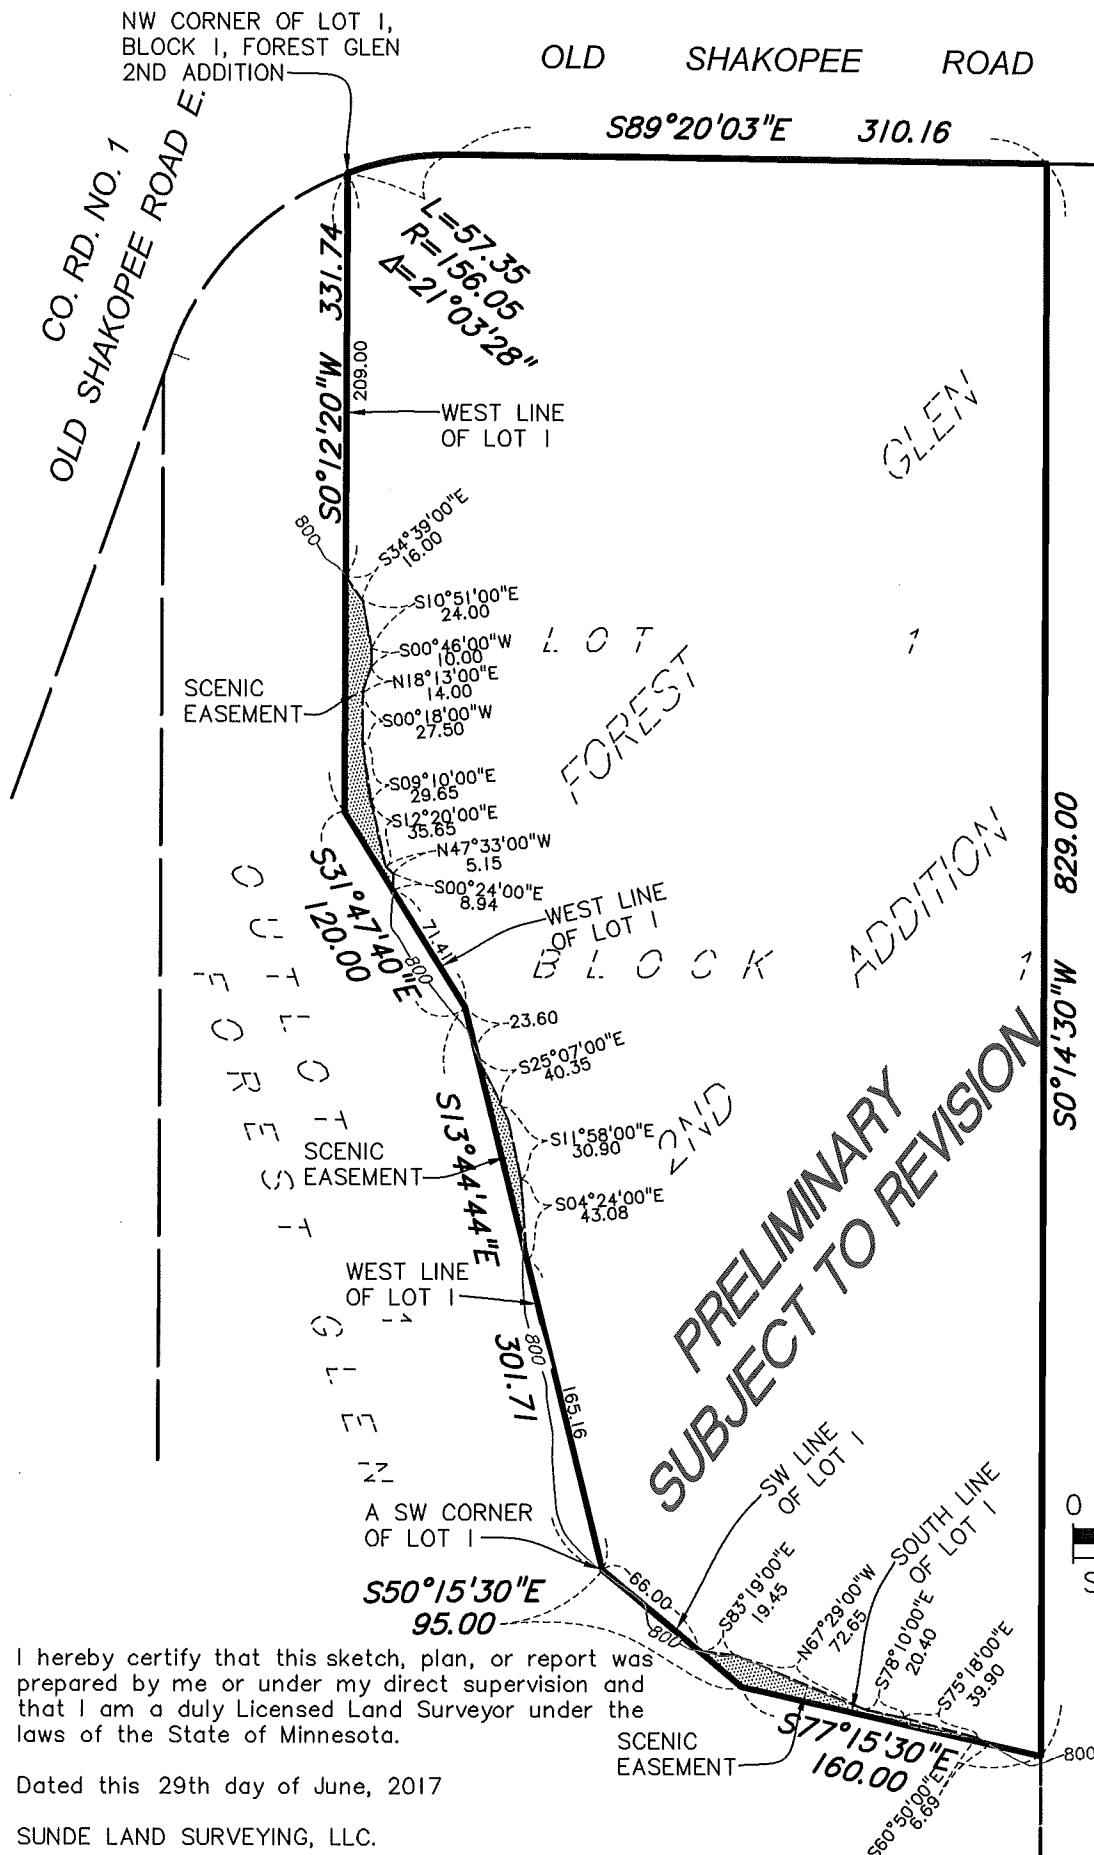 NW CORNER OF LOT 1,
BLOCK 1, FOREST GLEN
2ND ADDITION
OLD SHAKOPEE ROAD
CO. RD. NO. 1
OLD SHAKOPEE ROAD E.
S89°20'03"E 310.16
L=57.35
R=156.05
Δ=21°03'28"
S0°12'20"W 331.74
209.00
WEST LINE
OF LOT 1
GLEN
800
S34°39'00"E
16.00
S10°51'00"E
24.00
S00°46'00"W
10.00
N18°13'00"E
14.00
S00°18'00"W
27.50
SCENIC
EASEMENT
LOT 1
FOREST
S09°10'00"E
29.65
S12°20'00"E
35.65
N47°33'00"W
5.15
S00°24'00"E
8.94
S31°47'40"E
120.00
71.41
800
WEST LINE
OF LOT 1
BLOCK 1
ADDITION
829.00
S0°14'30"W
OUTLOT 1
FOREST GLEN
23.60
S25°07'00"E
40.35
S11°58'00"E
30.90
S04°24'00"E
43.08
2ND
SCENIC
EASEMENT
S13°44'44"E
301.71
WEST LINE
OF LOT 1
800
165.16
PRELIMINARY
SUBJECT TO REVISION
A SW CORNER
OF LOT 1
SW LINE
OF LOT 1
SOUTH LINE
OF LOT 1
0
S50°15'30"E
95.00
66.00
800
S83°19'00"E
19.45
N67°29'00"W
72.65
S78°10'00"E
20.40
S75°18'00"E
39.90
S77°15'30"E
160.00
S60°50'00"E
6.69
800
SCENIC
EASEMENT
I hereby certify that this sketch, plan, or report was
prepared by me or under my direct supervision and
that I am a duly Licensed Land Surveyor under the
laws of the State of Minnesota.
Dated this 29th day of June, 2017
SUNDE LAND SURVEYING, LLC.